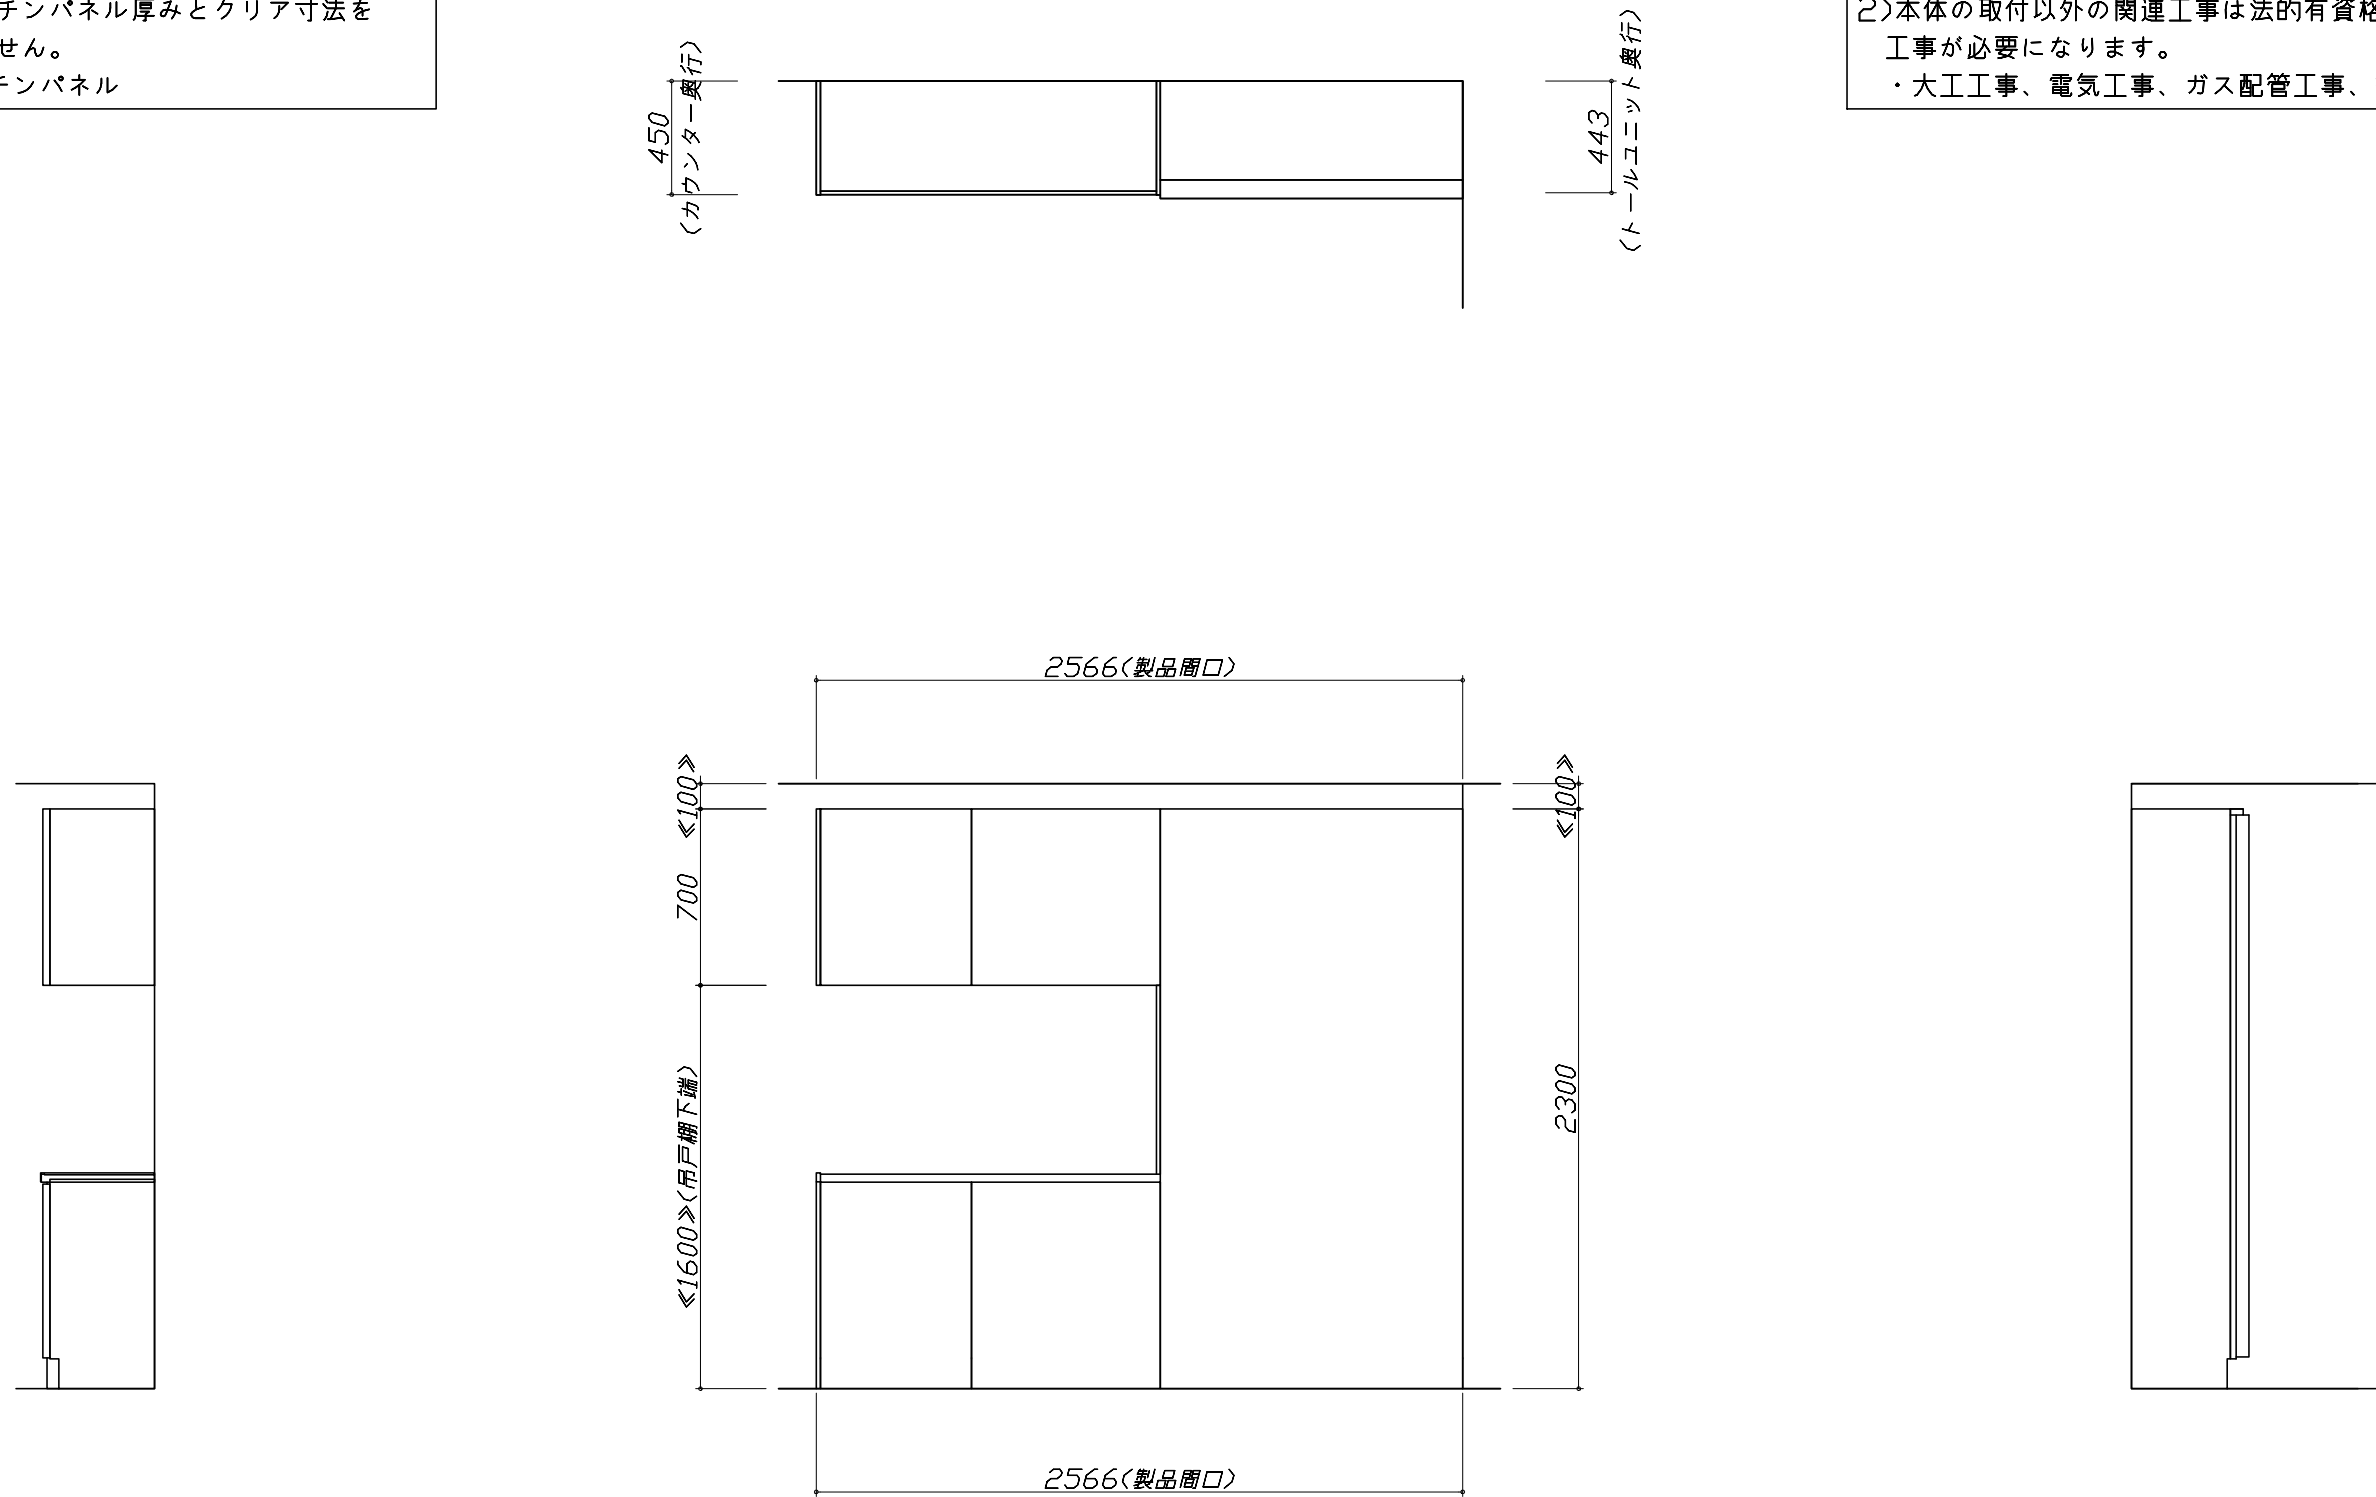 チンパネル厚みとクリア寸法を
せん。
チンパネル
2)本体の取付以外の関連工事は法的有資格
工事が必要になります。
・大工工事、電気工事、ガス配管工事、
450
(カウンター奥行)
443
(トールユニット奥行)
2566(製品間口)
≪100≫
700
≪1600≫(吊戸棚下端)
≪100≫
2300
2566(製品間口)